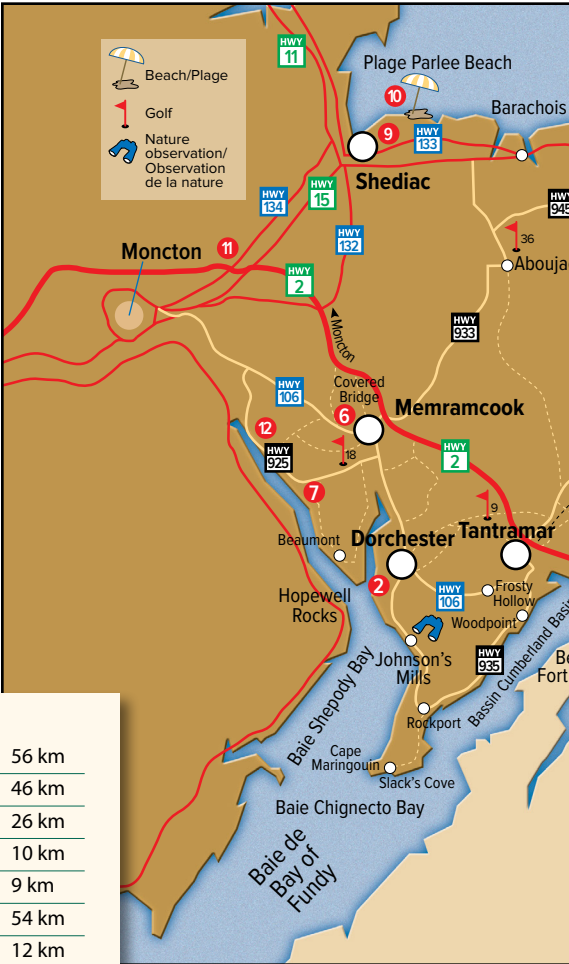 HWY
11
Plage Parlee Beach
Beach/Plage
Golf
Nature
observation/
Observation
de la nature
10
Barachois
9
HWY
133
Shediac
HWY
15
HWY
134
HWY
945
HWY
132
11
Moncton
36
Abouja
HWY
2
Moncton
HWY
933
Covered
Bridge
HWY
106
6
Memramcook
12
HWY
925
18
HWY
2
7
9
Beaumont
Dorchester
Tantramar
2
Frosty
Hollow
HWY
106
Hopewell
Rocks
Woodpoint
Johnson's
Mills
HWY
935
Be
Fort
Bassin Cumberland Basin
Baie Shepody Bay
Rockport
Cape
Maringouin
Slack's Cove
Baie Chignecto Bay
Baie de
Bay of
Fundy
56 km
46 km
26 km
10 km
9 km
54 km
12 km